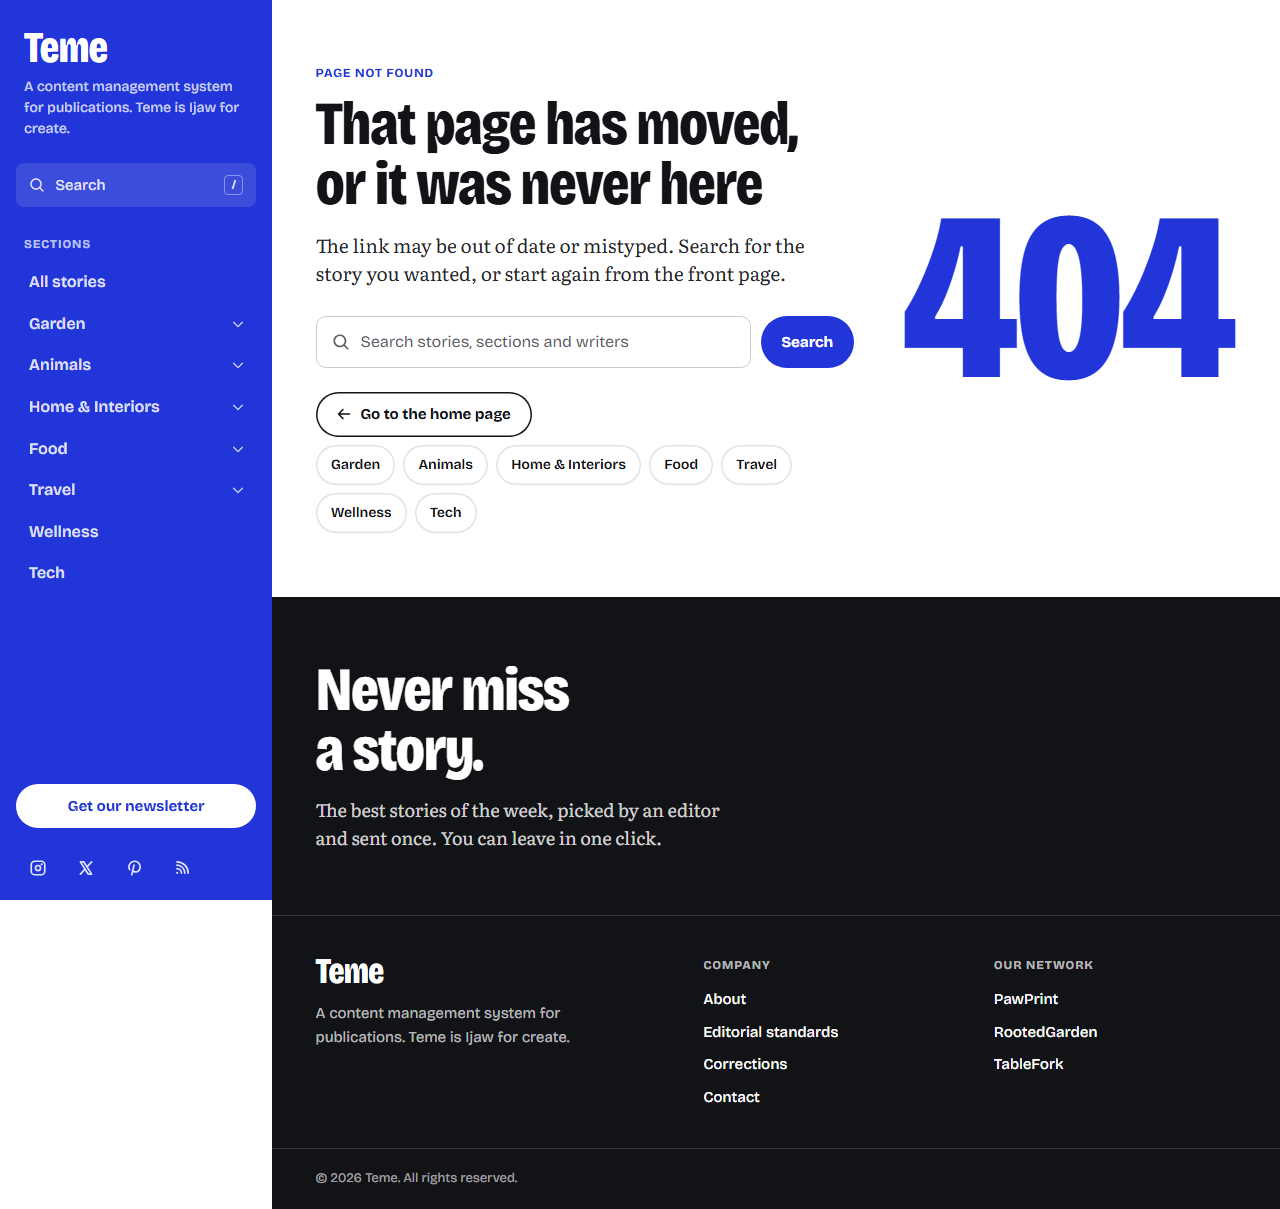 Teme
A content management system
for publications. Teme is Ijaw for
create.
Search
/
SECTIONS
All stories
Garden
Animals
Home & Interiors
Food
Travel
Wellness
Tech
Get our newsletter
PAGE NOT FOUND
That page has moved,
or it was never here
The link may be out of date or mistyped. Search for the
story you wanted, or start again from the front page.
Search stories, sections and writers
Search
Go to the home page
Garden
Animals
Home & Interiors
Food
Travel
Wellness
Tech
404
Never miss
a story.
The best stories of the week, picked by an editor
and sent once. You can leave in one click.
Teme
A content management system for
publications. Teme is Ijaw for create.
COMPANY
About
Editorial standards
Corrections
Contact
OUR NETWORK
PawPrint
RootedGarden
TableFork
© 2026 Teme. All rights reserved.